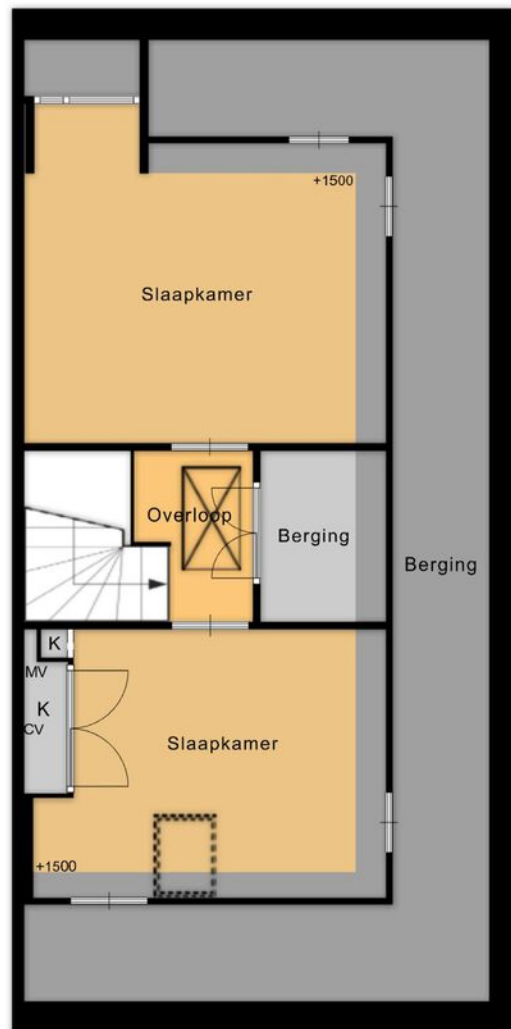 +1500
Slaapkamer
Overloop
Berging
Berging
K
MV
K
CV
Slaapkamer
+1500